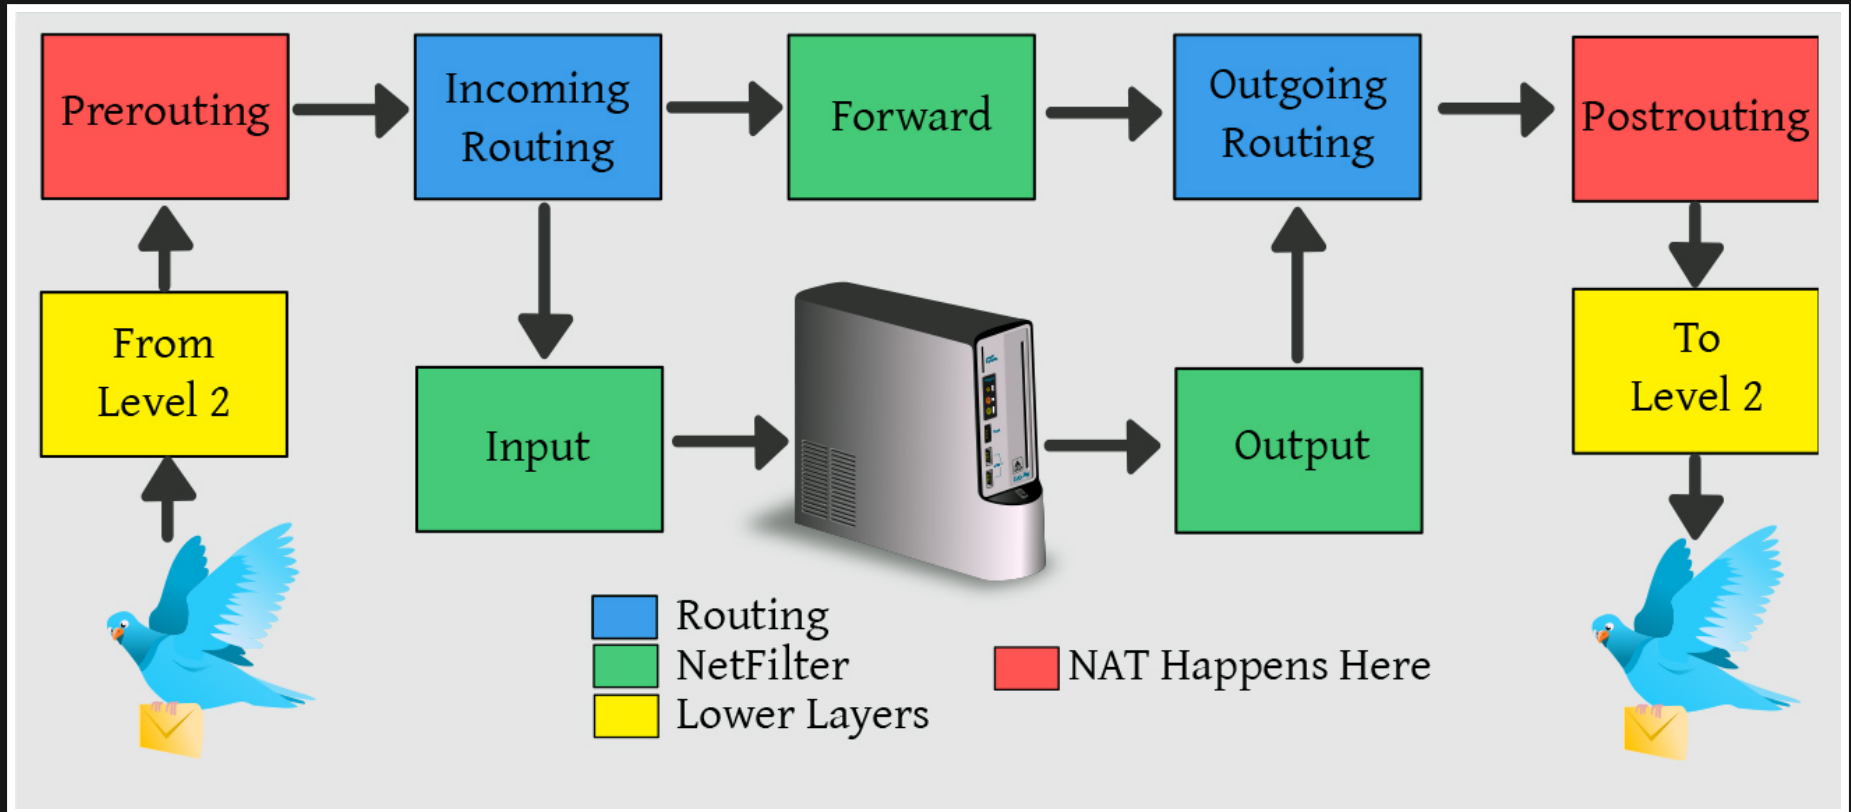 Prerouting
Incoming
Routing
Forward
Outgoing
Routing
Postrouting
From
Level 2
Input
Output
To
Level 2
Routing
NetFilter
Lower Layers
NAT Happens Here